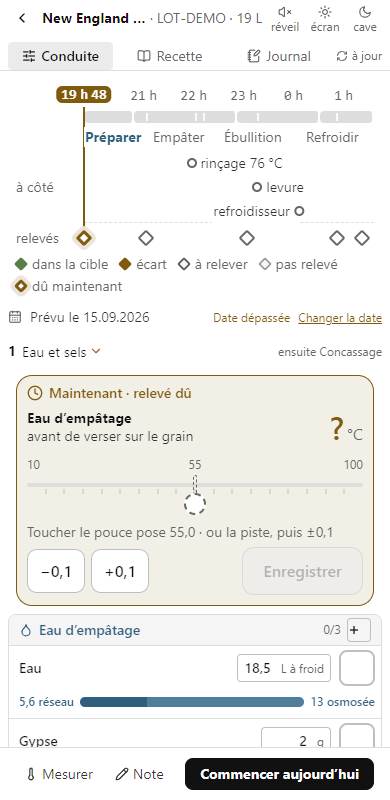 New England ... · LOT-DEMO · 19 L
réveil écran cave
Conduite Recette Journal à jour
19 h 48 21 h 22 h 23 h 0 h 1 h
Préparer Empâter Ébullition Refroidir
rinçage 76 °C
à côté levure
refroidisseur
relevés
dans la cible écart à relever pas relevé
dû maintenant
Prévu le 15.09.2026 Date dépassée Changer la date
1 Eau et sels ensuite Concassage
Maintenant · relevé dû
Eau d’empâtage
avant de verser sur le grain ? °C
10 55 100
Toucher le pouce pose 55,0 · ou la piste, puis ±0,1
−0,1 +0,1 Enregistrer
Eau d’empâtage 0/3 +
Eau 18,5 L à froid
5,6 réseau 13 osmosée
Gypse 2 g
Mesurer Note Commencer aujourd’hui